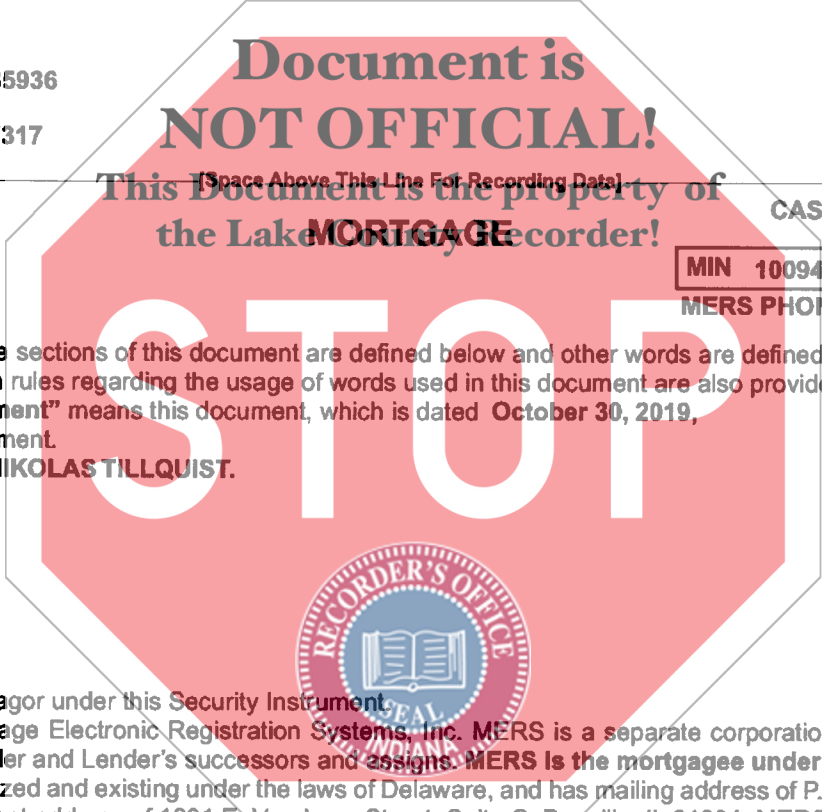 Document is
5936
NOT OFFICIAL!
317
[Space Above This Line For Recording Data]
This Document is the property of
CAS
the Lake County Recorder!
MORTGAGE
MIN 10094
MERS PHO
STOP
sections of this document are defined below and other words are defined
rules regarding the usage of words used in this document are also provid
ment" means this document, which is dated October 30, 2019,
ment.
IKOLAS TILLQUIST.
RECORDER'S OFFICE
SEAL
INDIANA
agor under this Security Instrument.
age Electronic Registration Systems, Inc. MERS is a separate corporatio
er and Lender's successors and assigns. MERS is the mortgagee under
zed and existing under the laws of Delaware, and has mailing address of P.